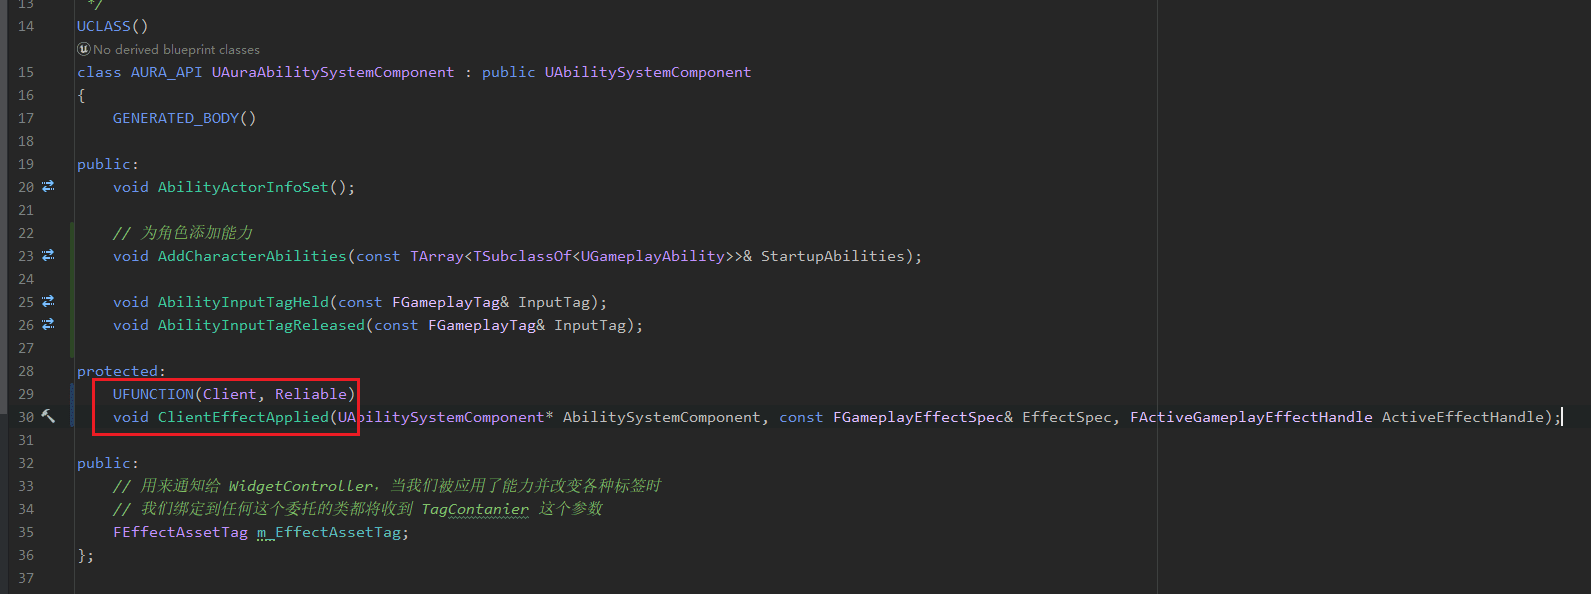 13 */
14 UCLASS()
No derived blueprint classes
15 class AURA_API UAuraAbilitySystemComponent : public UAbilitySystemComponent
16 {
17 GENERATED_BODY()
18
19 public:
20 void AbilityActorInfoSet();
21
22 // 为角色添加能力
23 void AddCharacterAbilities(const TArray<TSubclassOf<UGameplayAbility>>& StartupAbilities);
24
25 void AbilityInputTagHeld(const FGameplayTag& InputTag);
26 void AbilityInputTagReleased(const FGameplayTag& InputTag);
27
28 protected:
29 UFUNCTION(Client, Reliable)
30 void ClientEffectApplied(UAbilitySystemComponent* AbilitySystemComponent, const FGameplayEffectSpec& EffectSpec, FActiveGameplayEffectHandle ActiveEffectHandle);
31
32 public:
33 // 用来通知给 WidgetController，当我们被应用了能力并改变各种标签时
34 // 我们绑定到任何这个委托的类都将收到 TagContanier 这个参数
35 FEffectAssetTag m_EffectAssetTag;
36 };
37